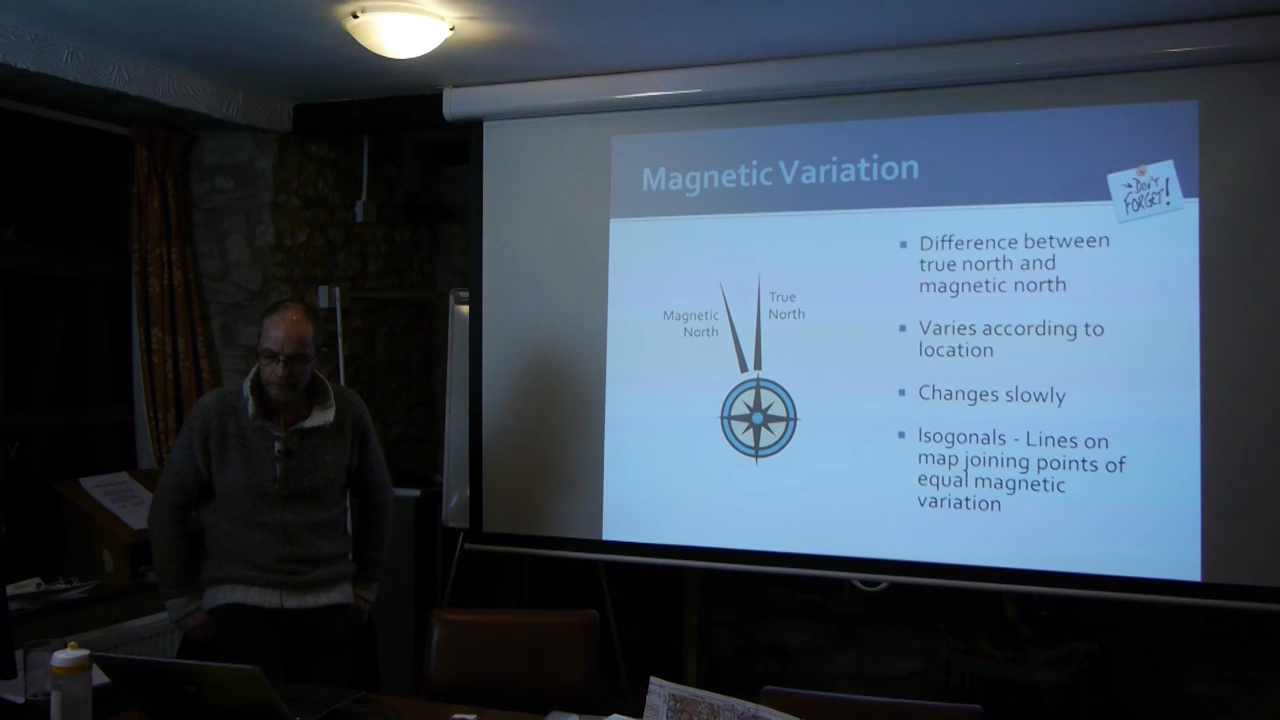 Magnetic Variation
DON'T
FORGET!
Magnetic
North
True
North
▪ Difference between
true north and
magnetic north
▪ Varies according to
location
▪ Changes slowly
▪ Isogonals - Lines on
map joining points of
equal magnetic
variation